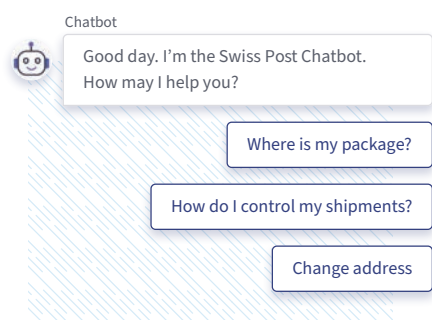 Chatbot
Good day. I’m the Swiss Post Chatbot.
How may I help you?
Where is my package?
How do I control my shipments?
Change address